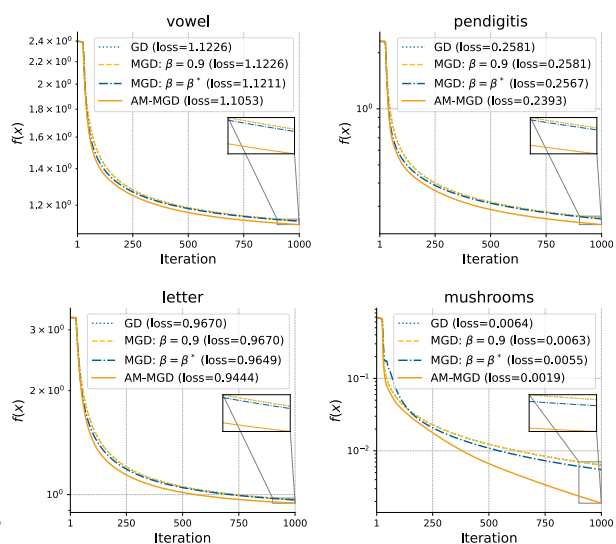 vowel
2.4 × 10⁰
2.2 × 10⁰
2 × 10⁰
1.8 × 10⁰
1.6 × 10⁰
1.4 × 10⁰
1.2 × 10⁰
f(x)
GD (loss=1.1226)
MGD: β = 0.9 (loss=1.1226)
MGD: β = β* (loss=1.1211)
AM-MGD (loss=1.1053)
1 250 500 750 1000
Iteration
pendigitis
10⁰
f(x)
GD (loss=0.2581)
MGD: β = 0.9 (loss=0.2581)
MGD: β = β* (loss=0.2567)
AM-MGD (loss=0.2393)
1 250 500 750 1000
Iteration
letter
3 × 10⁰
2 × 10⁰
10⁰
f(x)
GD (loss=0.9670)
MGD: β = 0.9 (loss=0.9670)
MGD: β = β* (loss=0.9649)
AM-MGD (loss=0.9444)
1 250 500 750 1000
Iteration
mushrooms
10⁻¹
10⁻²
f(x)
GD (loss=0.0064)
MGD: β = 0.9 (loss=0.0063)
MGD: β = β* (loss=0.0055)
AM-MGD (loss=0.0019)
1 250 500 750 1000
Iteration